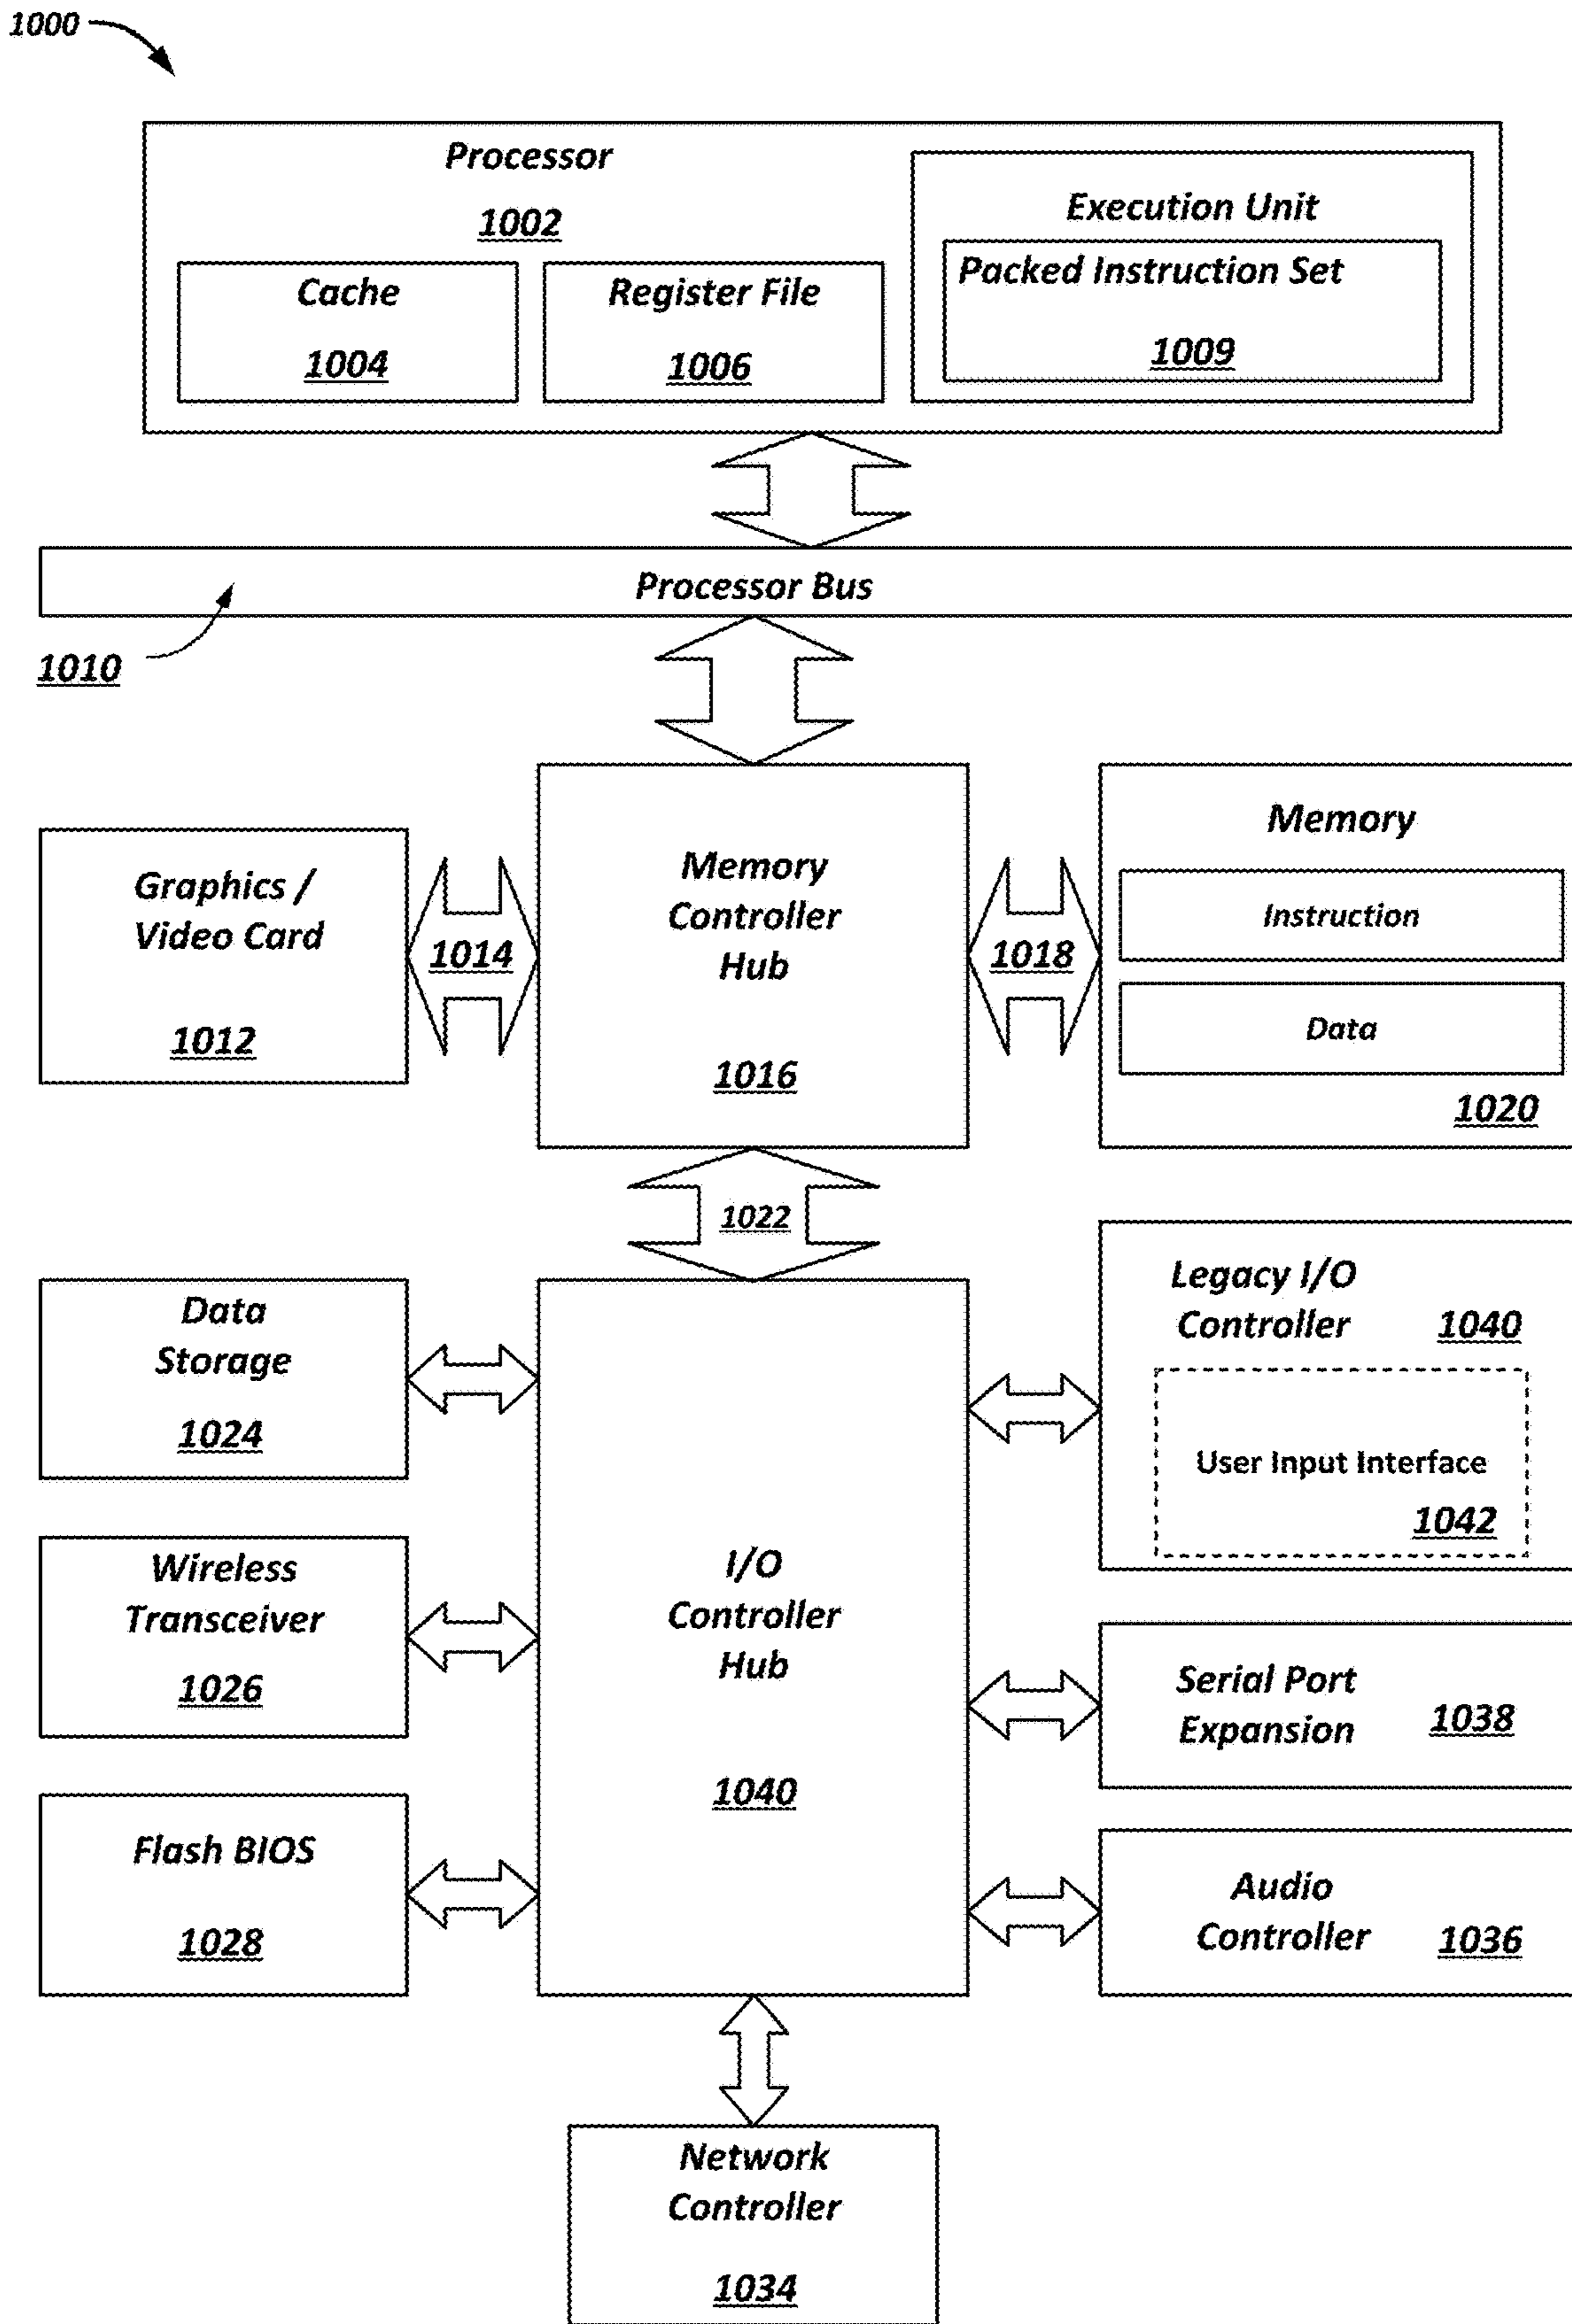 1000
Processor
1002
Cache
1004
Register File
1006
Execution Unit
Packed Instruction Set
1009
Processor Bus
1010
Graphics /
Video Card
1012
1014
Memory
Controller
Hub
1016
1018
Memory
Instruction
Data
1020
1022
Data
Storage
1024
Wireless
Transceiver
1026
Flash BIOS
1028
I/O
Controller
Hub
1040
Legacy I/O
Controller 1040
User Input Interface
1042
Serial Port
Expansion 1038
Audio
Controller 1036
Network
Controller
1034